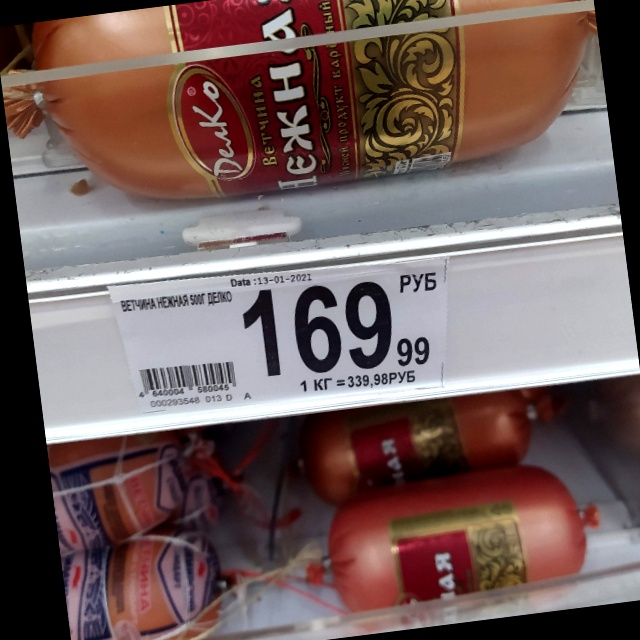 ДелКо
®
ВЕТЧИНА
НЕЖНАЯ
Data :13-01-2021
ВЕТЧИНА НЕЖНАЯ 500Г ДЕЛКО
169 99
РУБ
1 КГ =339,98РУБ
4 640004 580045
000293548 013 D A
НАЯ
НАЯ